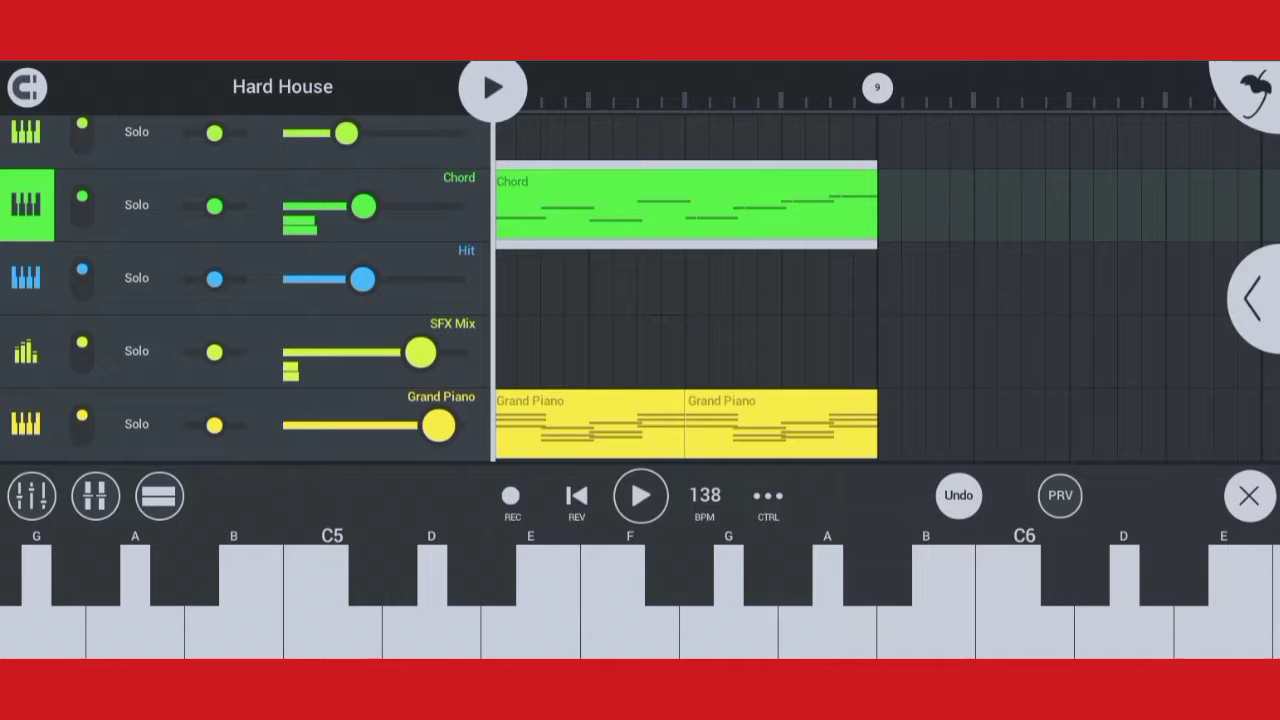 Hard House
9
Solo
Chord
Solo
Chord
Hit
Solo
SFX Mix
Solo
Grand Piano
Solo
Grand Piano
Grand Piano
REC
REV
138
BPM
CTRL
Undo
PRV
G A B C5 D E F G A B C6 D E